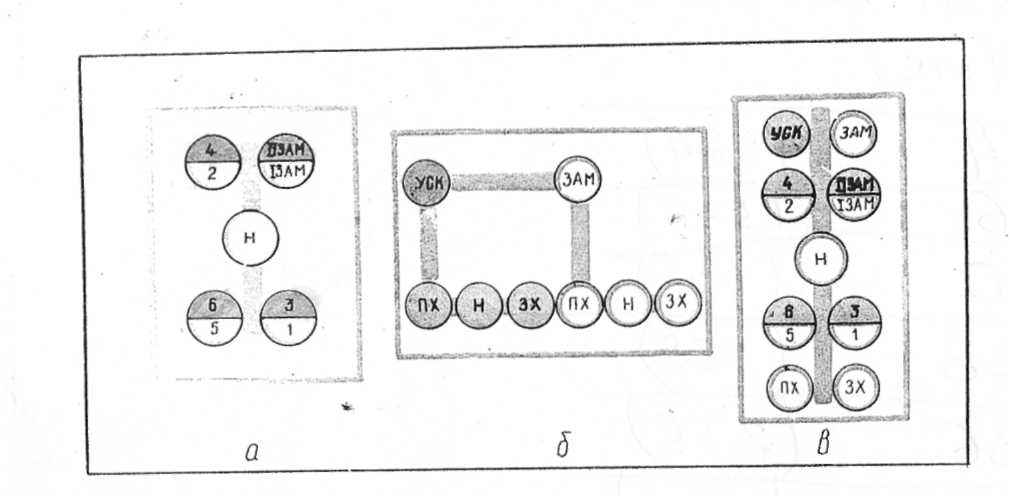 4 IIЗАМ
2 IЗАМ
Н
6 3
5 1
а
УСК ЗАМ
ПХ Н ЗХ ПХ Н ЗХ
б
УСК ЗАМ
4 IIЗАМ
2 IЗАМ
Н
6 3
5 1
ПХ ЗХ
в